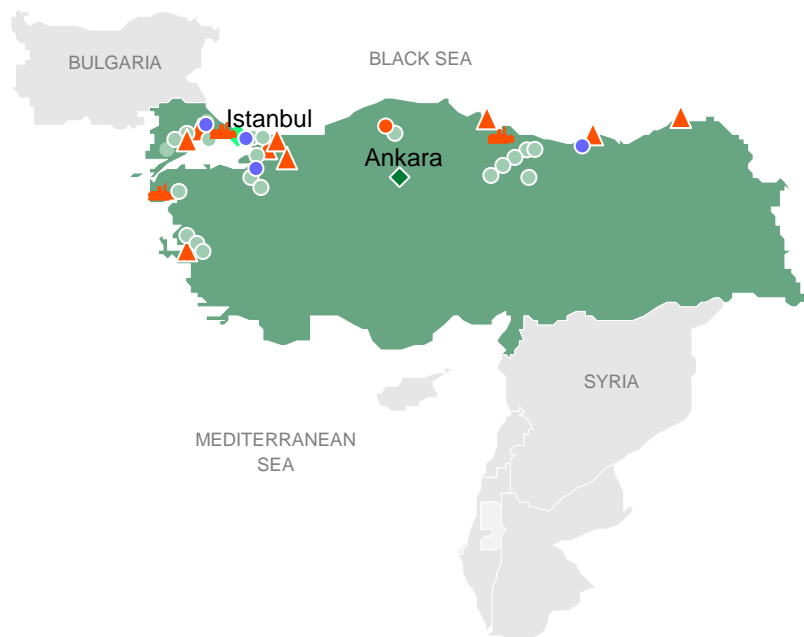 BLACK SEA
BULGARIA
Istanbul
Ankara
SYRIA
MEDITERRANEAN
SEA